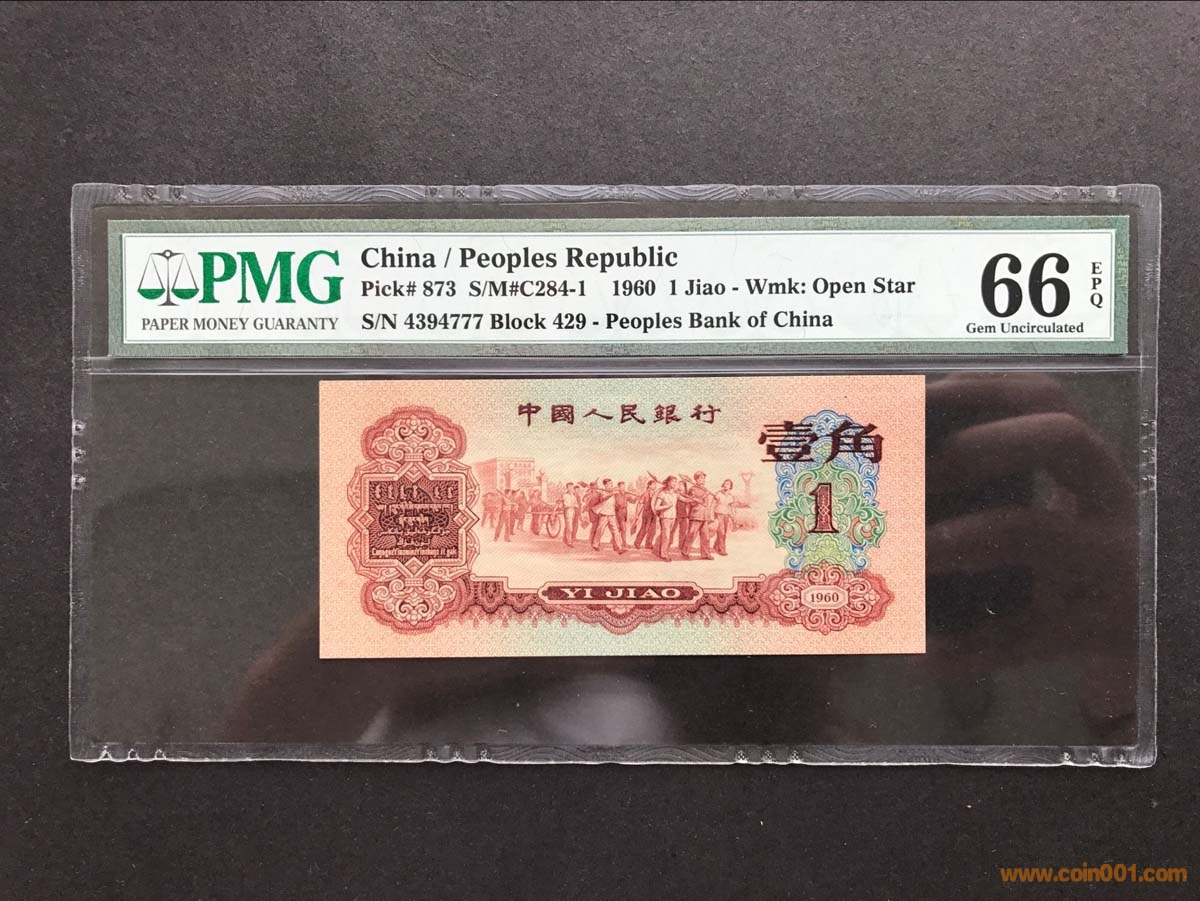 PMG
PAPER MONEY GUARANTY
China / Peoples Republic
Pick# 873 S/M#C284-1 1960 1 Jiao - Wmk: Open Star
S/N 4394777 Block 429 - Peoples Bank of China
66
EPQ
Gem Uncirculated
中國人民銀行
壹角
1
YI JIAO
1960
www.coin001.com